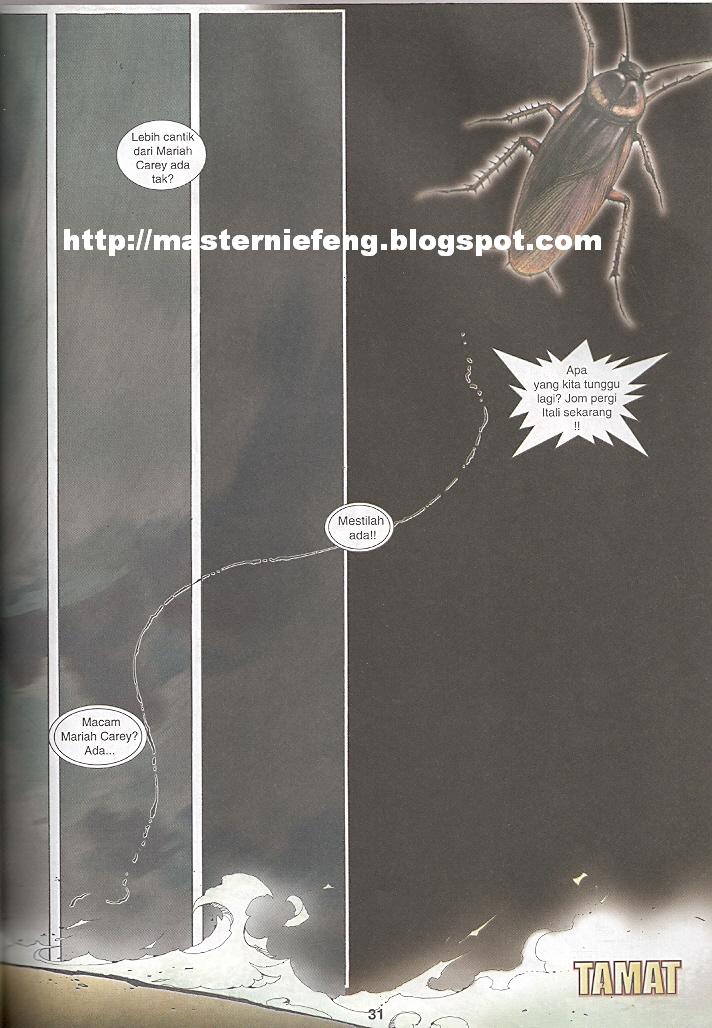 Lebih cantik
dari Mariah
Carey ada
tak?
http://masterniefeng.blogspot.com
Apa
yang kita tunggu
lagi? Jom pergi
Itali sekarang
!!
Mestilah
ada!!
Macam
Mariah Carey?
Ada...
TAMAT
31